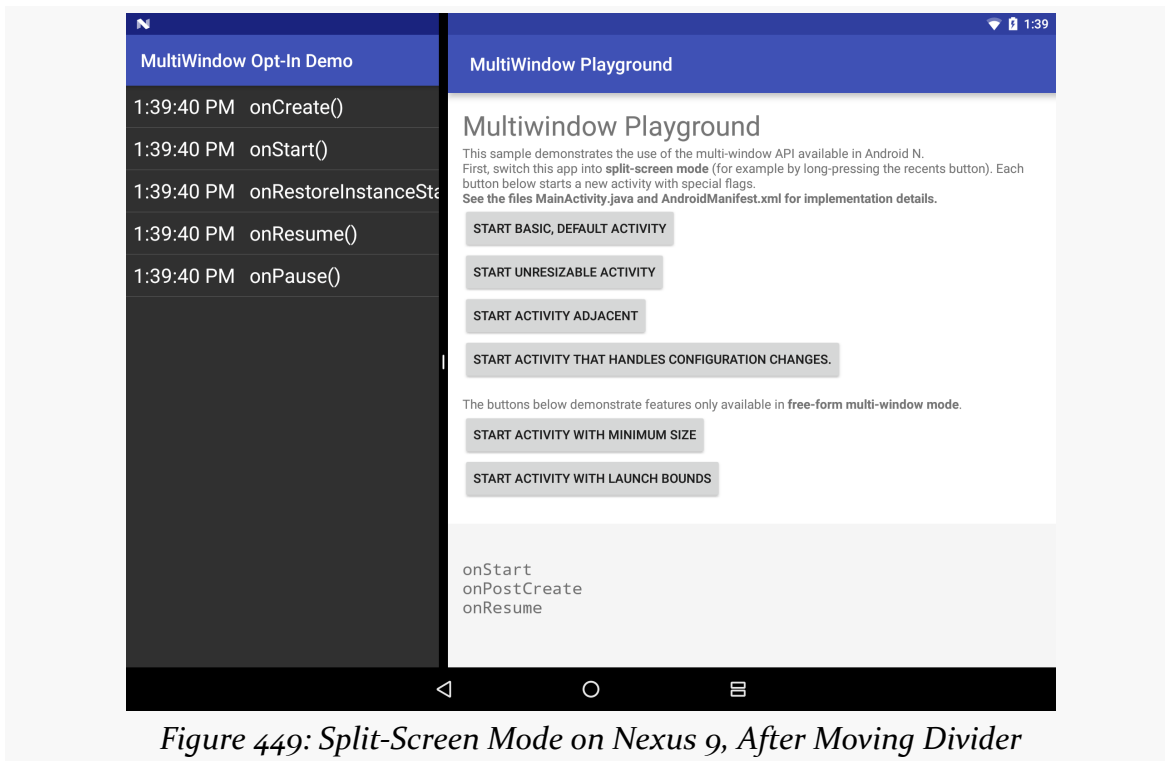 1:39
MultiWindow Opt-In Demo
1:39:40 PM onCreate()
1:39:40 PM onStart()
1:39:40 PM onRestoreInstanceSta
1:39:40 PM onResume()
1:39:40 PM onPause()
MultiWindow Playground
Multiwindow Playground
This sample demonstrates the use of the multi-window API available in Android N.
First, switch this app into split-screen mode (for example by long-pressing the recents button). Each
button below starts a new activity with special flags.
See the files MainActivity.java and AndroidManifest.xml for implementation details.
START BASIC, DEFAULT ACTIVITY
START UNRESIZABLE ACTIVITY
START ACTIVITY ADJACENT
START ACTIVITY THAT HANDLES CONFIGURATION CHANGES.
The buttons below demonstrate features only available in free-form multi-window mode.
START ACTIVITY WITH MINIMUM SIZE
START ACTIVITY WITH LAUNCH BOUNDS
onStart
onPostCreate
onResume
Figure 449: Split-Screen Mode on Nexus 9, After Moving Divider